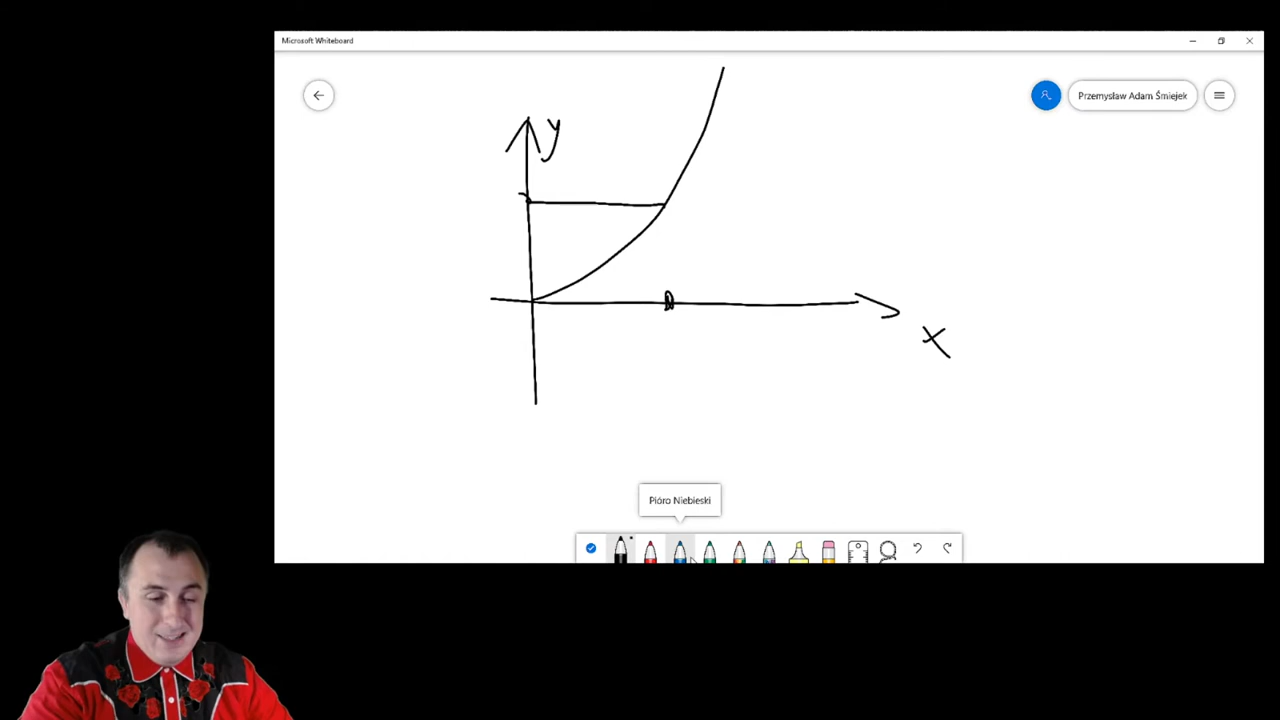 Microsoft Whiteboard
Przemysław Adam Śmiejek
y
x
Pióro Niebieski